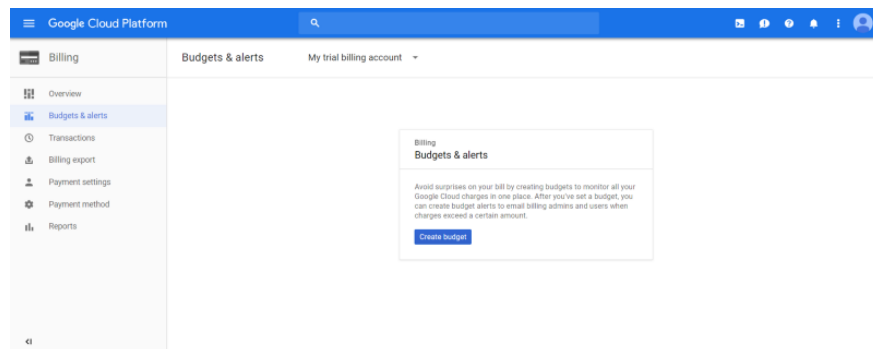 Google Cloud Platform
Billing
Budgets & alerts
My trial billing account
Overview
Budgets & alerts
Transactions
Billing export
Payment settings
Payment method
Reports
Billing
Budgets & alerts
Avoid surprises on your bill by creating budgets to monitor all your
Google Cloud charges in one place. After you've set a budget, you
can create budget alerts to email billing admins and users when
charges exceed a certain amount.
Create budget